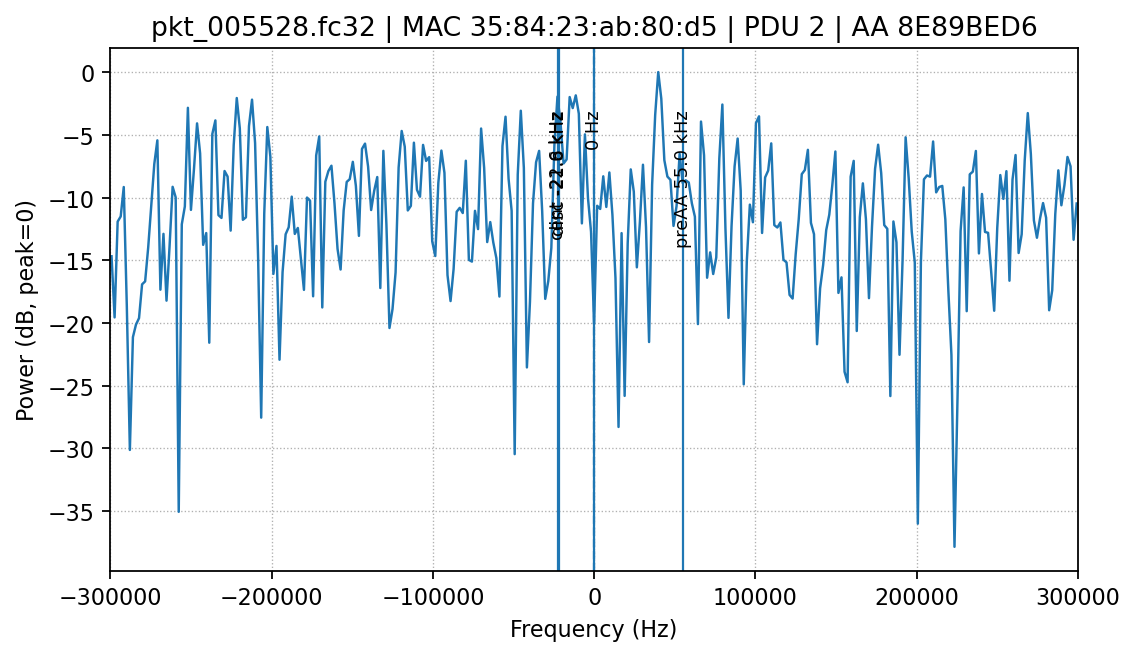 pkt_005528.fc32 | MAC 35:84:23:ab:80:d5 | PDU 2 | AA 8E89BED6
Power (dB, peak=0)
0
−5
−10
−15
−20
−25
−30
−35
kHz
0 Hz
preAA 55.0 kHz
−300000
−200000
−100000
0
100000
200000
300000
Frequency (Hz)